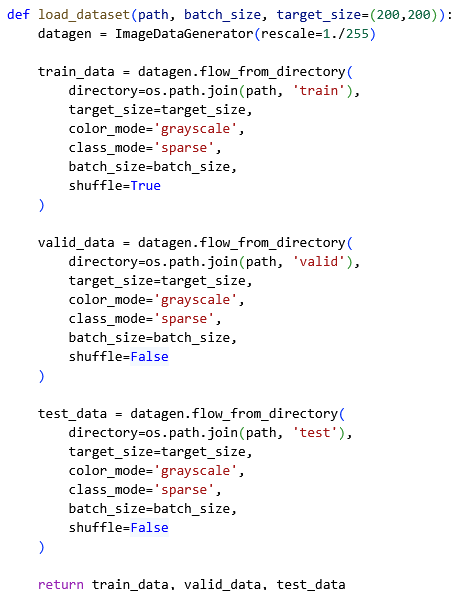 def load_dataset(path, batch_size, target_size=(200,200)):
    datagen = ImageDataGenerator(rescale=1./255)

    train_data = datagen.flow_from_directory(
        directory=os.path.join(path, 'train'),
        target_size=target_size,
        color_mode='grayscale',
        class_mode='sparse',
        batch_size=batch_size,
        shuffle=True
    )

    valid_data = datagen.flow_from_directory(
        directory=os.path.join(path, 'valid'),
        target_size=target_size,
        color_mode='grayscale',
        class_mode='sparse',
        batch_size=batch_size,
        shuffle=False
    )

    test_data = datagen.flow_from_directory(
        directory=os.path.join(path, 'test'),
        target_size=target_size,
        color_mode='grayscale',
        class_mode='sparse',
        batch_size=batch_size,
        shuffle=False
    )

    return train_data, valid_data, test_data